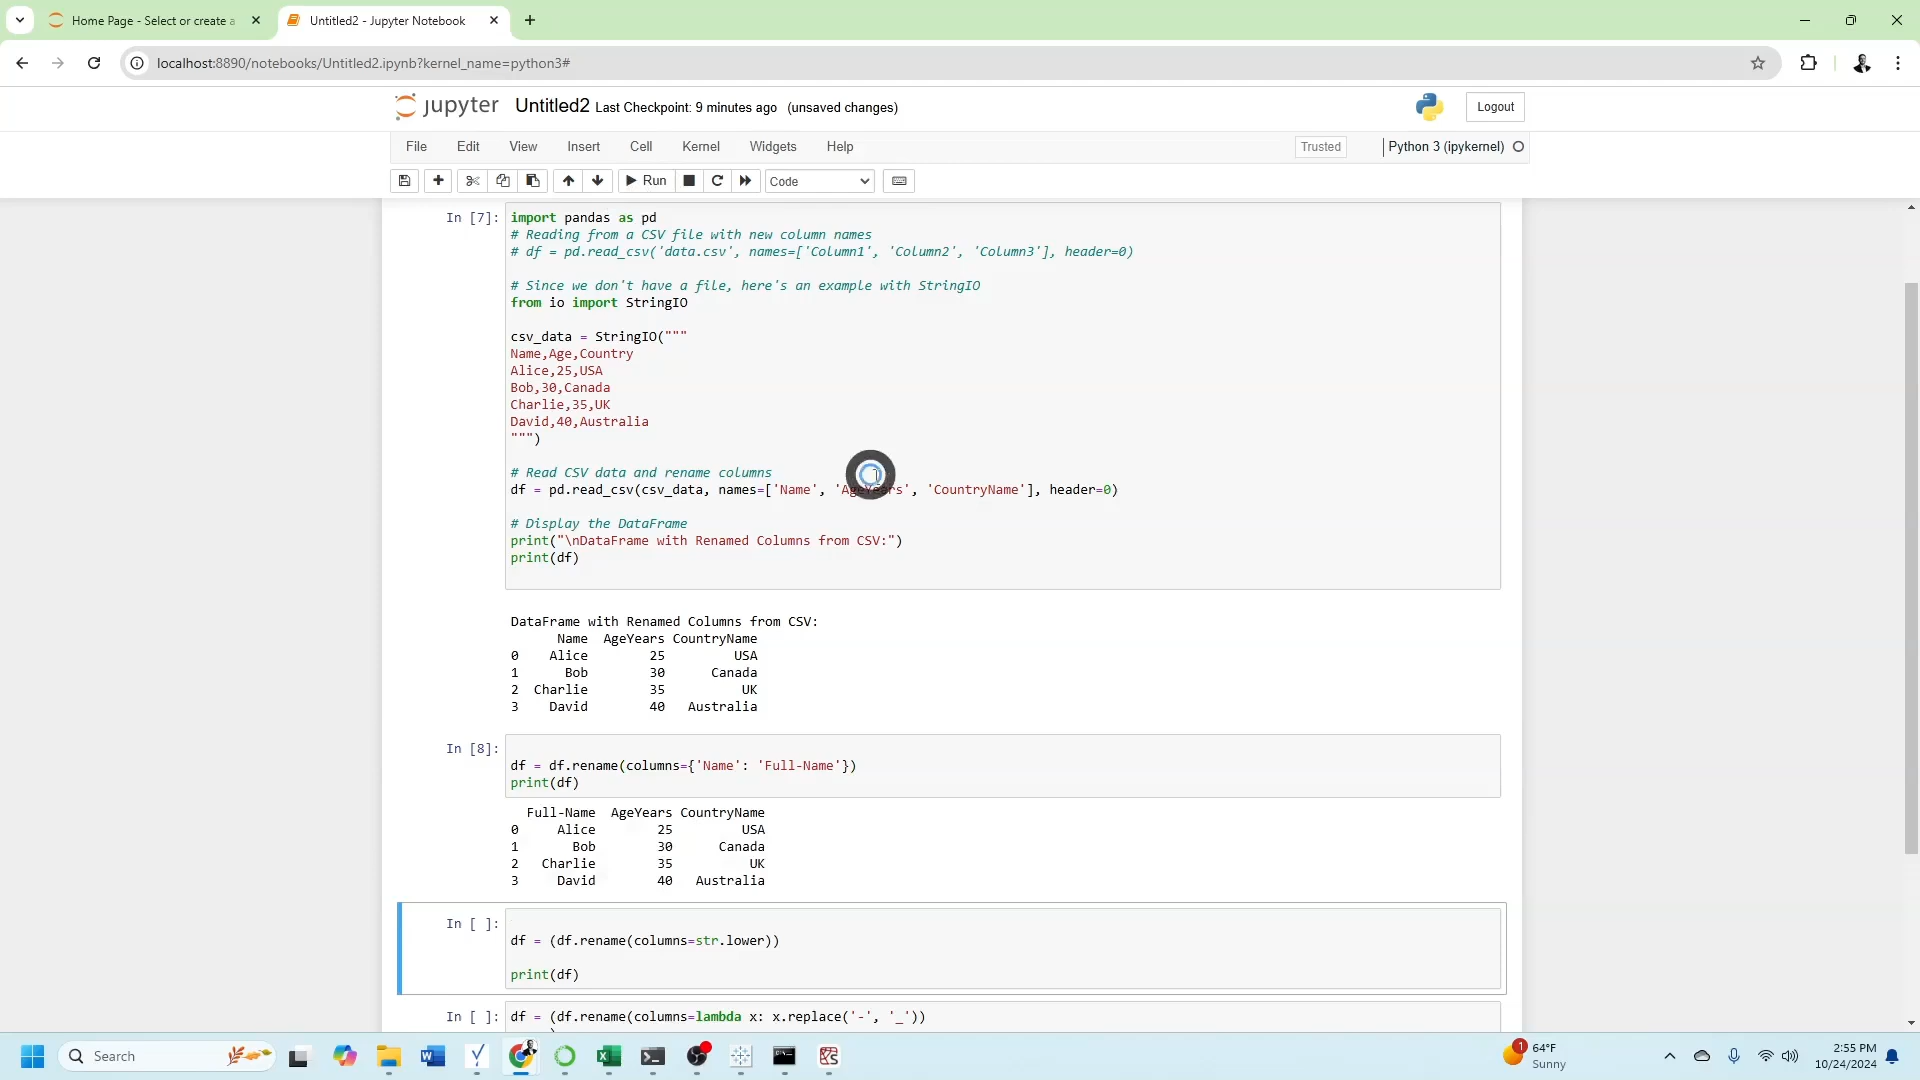 Home Page - Select or create a
Untitled2 - Jupyter Notebook
localhost:8890/notebooks/Untitled2.ipynb?kernel_name=python3#
jupyter Untitled2 Last Checkpoint: 9 minutes ago (unsaved changes)
Logout
File Edit View Insert Cell Kernel Widgets Help
Trusted
Python 3 (ipykernel)
Run
Code
In [7]: import pandas as pd
# Reading from a CSV file with new column names
# df = pd.read_csv('data.csv', names=['Column1', 'Column2', 'Column3'], header=0)
# Since we don't have a file, here's an example with StringIO
from io import StringIO
csv_data = StringIO("""
Name,Age,Country
Alice,25,USA
Bob,30,Canada
Charlie,35,UK
David,40,Australia
""")
# Read CSV data and rename columns
df = pd.read_csv(csv_data, names=['Name', 'AgeYears', 'CountryName'], header=0)
# Display the DataFrame
print("\nDataFrame with Renamed Columns from CSV:")
print(df)
DataFrame with Renamed Columns from CSV:
Name AgeYears CountryName
0 Alice 25 USA
1 Bob 30 Canada
2 Charlie 35 UK
3 David 40 Australia
In [8]:
df = df.rename(columns={'Name': 'Full-Name'})
print(df)
Full-Name AgeYears CountryName
0 Alice 25 USA
1 Bob 30 Canada
2 Charlie 35 UK
3 David 40 Australia
In [ ]:
df = (df.rename(columns=str.lower))
print(df)
In [ ]: df = (df.rename(columns=lambda x: x.replace('-', '_'))
Search
1
64°F
Sunny
2:55 PM
10/24/2024